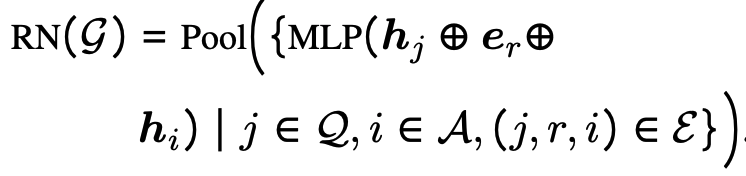 RN(𝒢) = Pool({MLP(𝒉ⱼ ⊕ 𝒆ᵣ⊕
𝒉ᵢ) | j ∈ 𝒬, i ∈ 𝒜, (j, r, i) ∈ ℰ}).